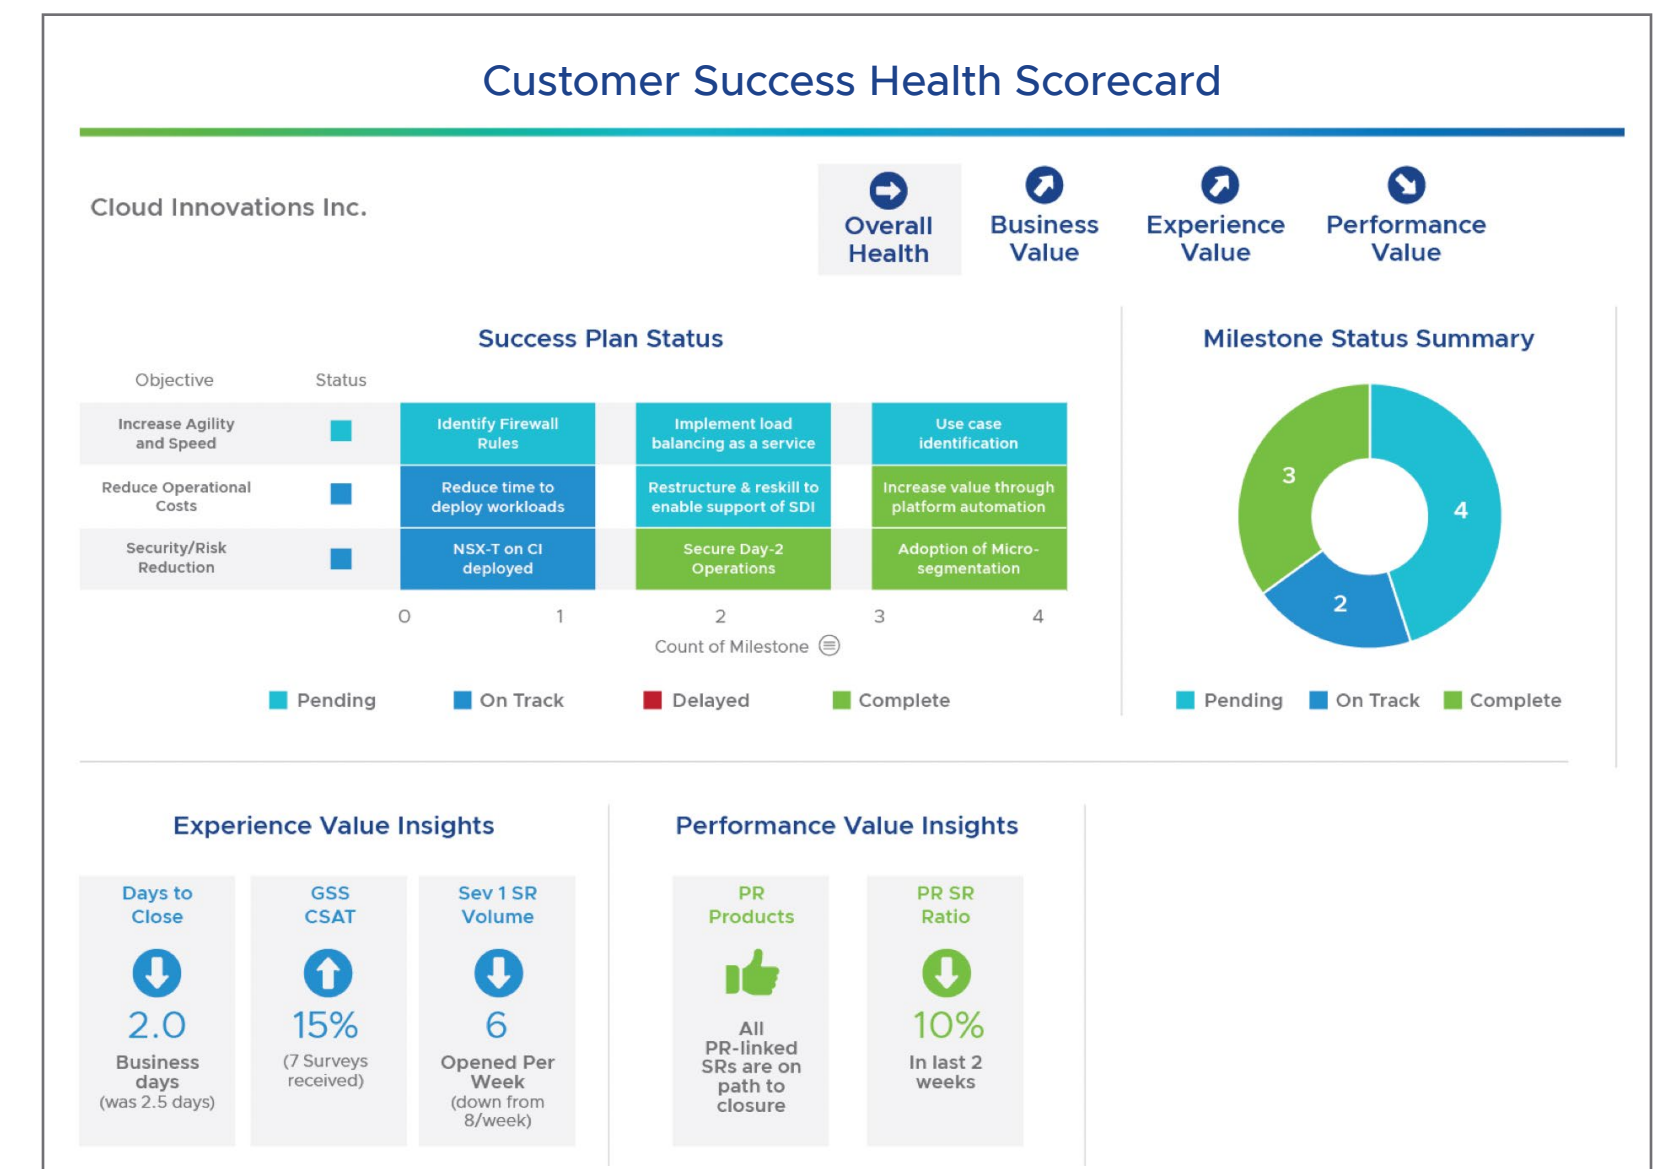 Customer Success Health Scorecard
Cloud Innovations Inc.
Overall
Health
Business
Value
Experience
Value
Performance
Value
Success Plan Status
Objective
Status
Increase Agility
and Speed
Identify Firewall
Rules
Implement load
balancing as a service
Use case
identification
Reduce Operational
Costs
Reduce time to
deploy workloads
Restructure & reskill to
enable support of SDI
Increase value through
platform automation
Security/Risk
Reduction
NSX-T on CI
deployed
Secure Day-2
Operations
Adoption of Micro-
segmentation
0 1 2 3 4
Count of Milestone
Pending On Track Delayed Complete
Milestone Status Summary
3
4
2
Pending On Track Complete
Experience Value Insights
Days to
Close
2.0
Business
days
(was 2.5 days)
GSS
CSAT
15%
(7 Surveys
received)
Sev 1 SR
Volume
6
Opened Per
Week
(down from
8/week)
Performance Value Insights
PR
Products
All
PR-linked
SRs are on
path to
closure
PR SR
Ratio
10%
In last 2
weeks